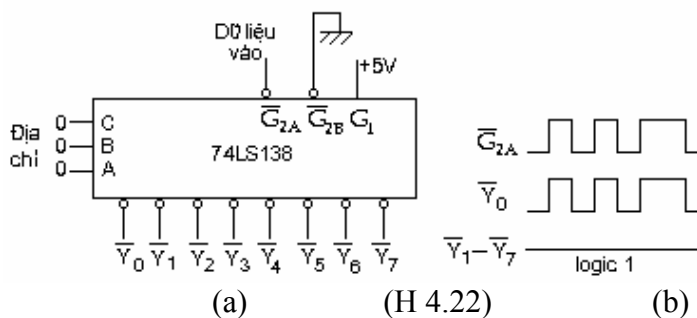 Dữ liệu
vào
+5V
G̅2A G̅2B G1
Địa
chỉ
0 C
0 B
0 A
74LS138
Y̅0 Y̅1 Y̅2 Y̅3 Y̅4 Y̅5 Y̅6 Y̅7
G̅2A
Y̅0
Y̅1–Y̅7
logic 1
(a) (H 4.22) (b)